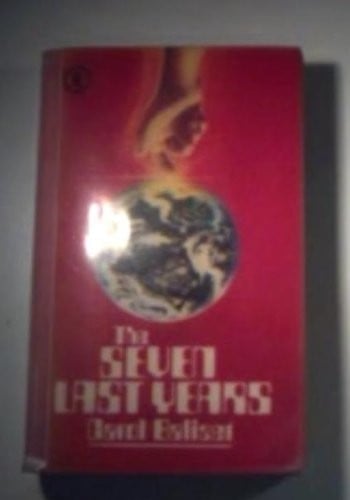 The
SEVEN
LAST YEARS
Carol Balizet